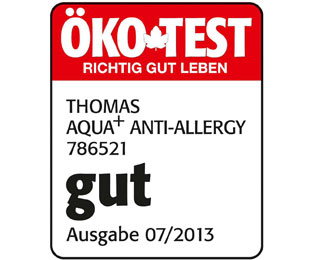 ÖKO TEST
RICHTIG GUT LEBEN
THOMAS
AQUA+ ANTI-ALLERGY
786521
gut
Ausgabe 07/2013